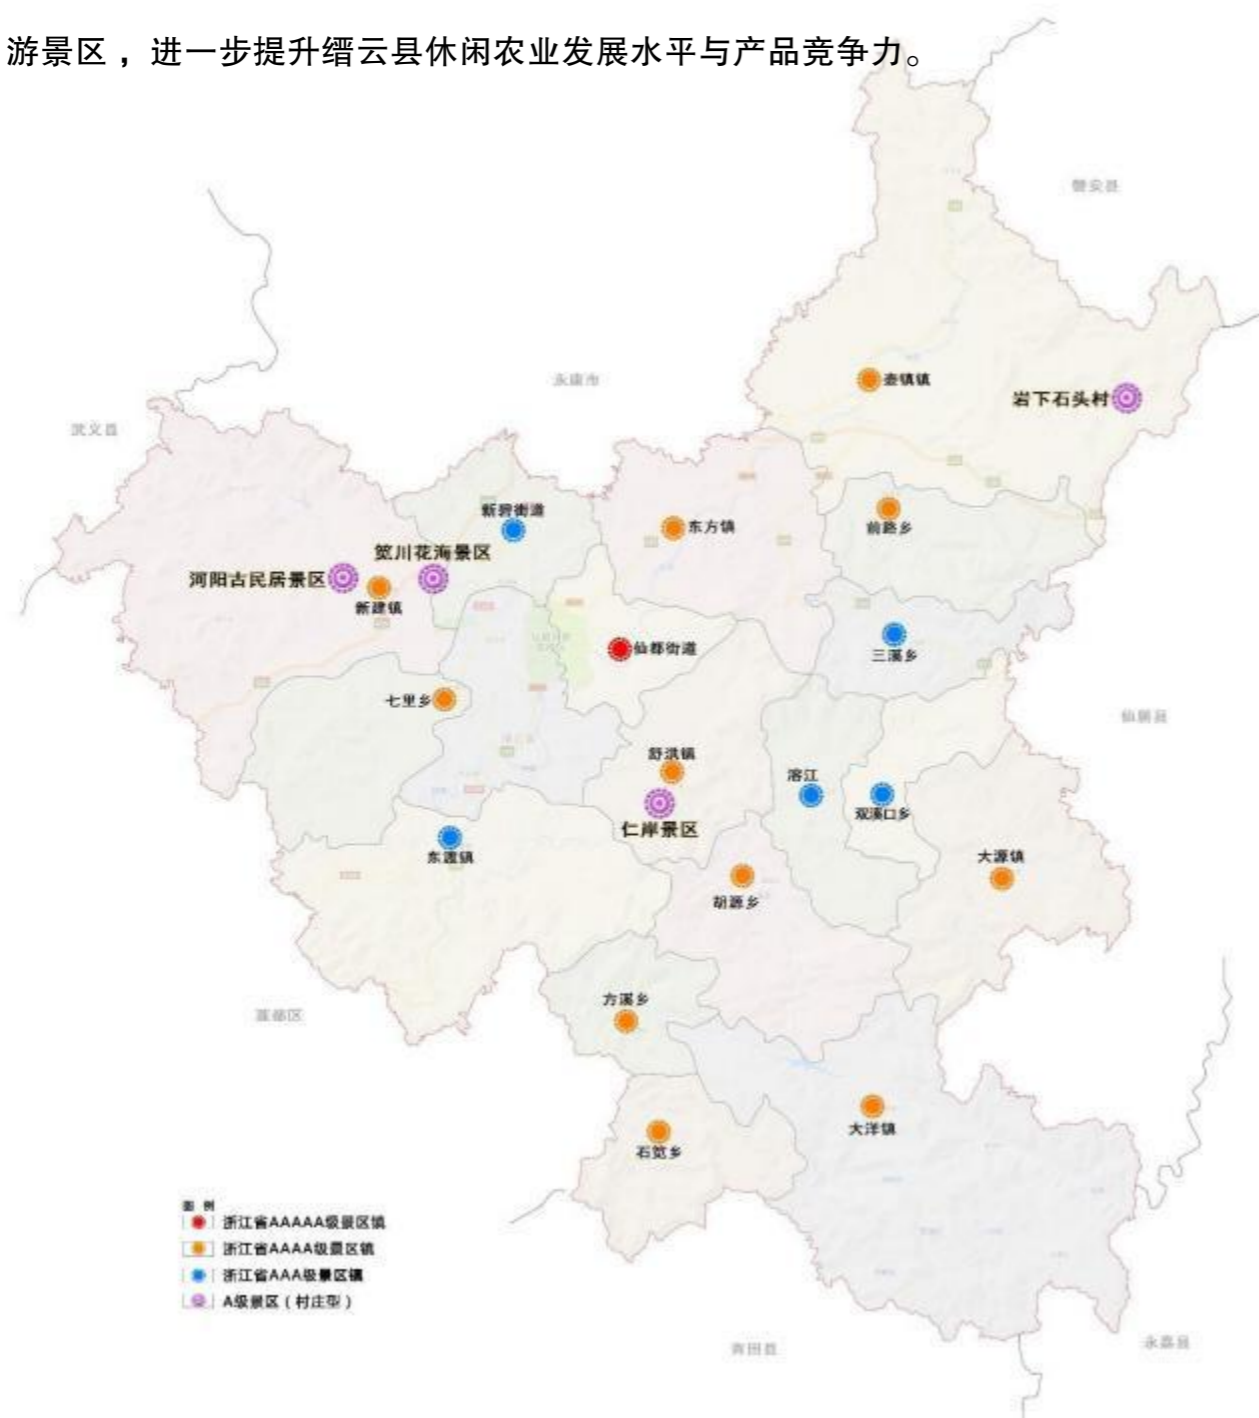 游景区，进一步提升缙云县休闲农业发展水平与产品竞争力。
磐安县
永康市
壶镇镇
岩下石头村
武义县
新碧街道
东方镇
前路乡
笕川花海景区
河阳古民居景区
新建镇
三溪乡
仙都街道
七里乡
仙居县
舒洪镇
溶江
仁岸景区
双溪口乡
东渡镇
大源镇
胡源乡
方溪乡
莲都区
大洋镇
石笕乡
图 例
浙江省AAAAA级景区镇
浙江省AAAA级景区镇
浙江省AAA级景区镇
A级景区（村庄型）
青田县
永嘉县